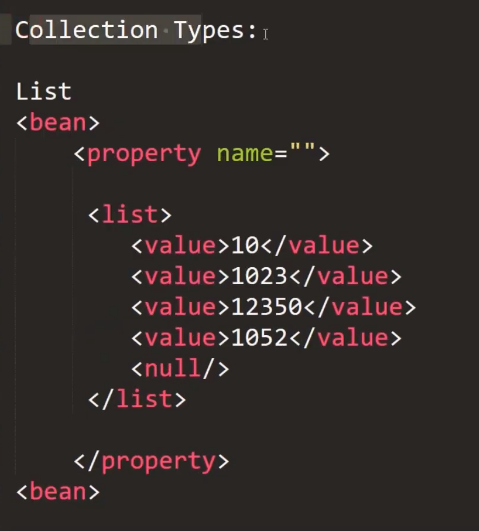 Collection Types:
List
<bean>
<property name="">
<list>
<value>10</value>
<value>1023</value>
<value>12350</value>
<value>1052</value>
<null/>
</list>
</property>
<bean>